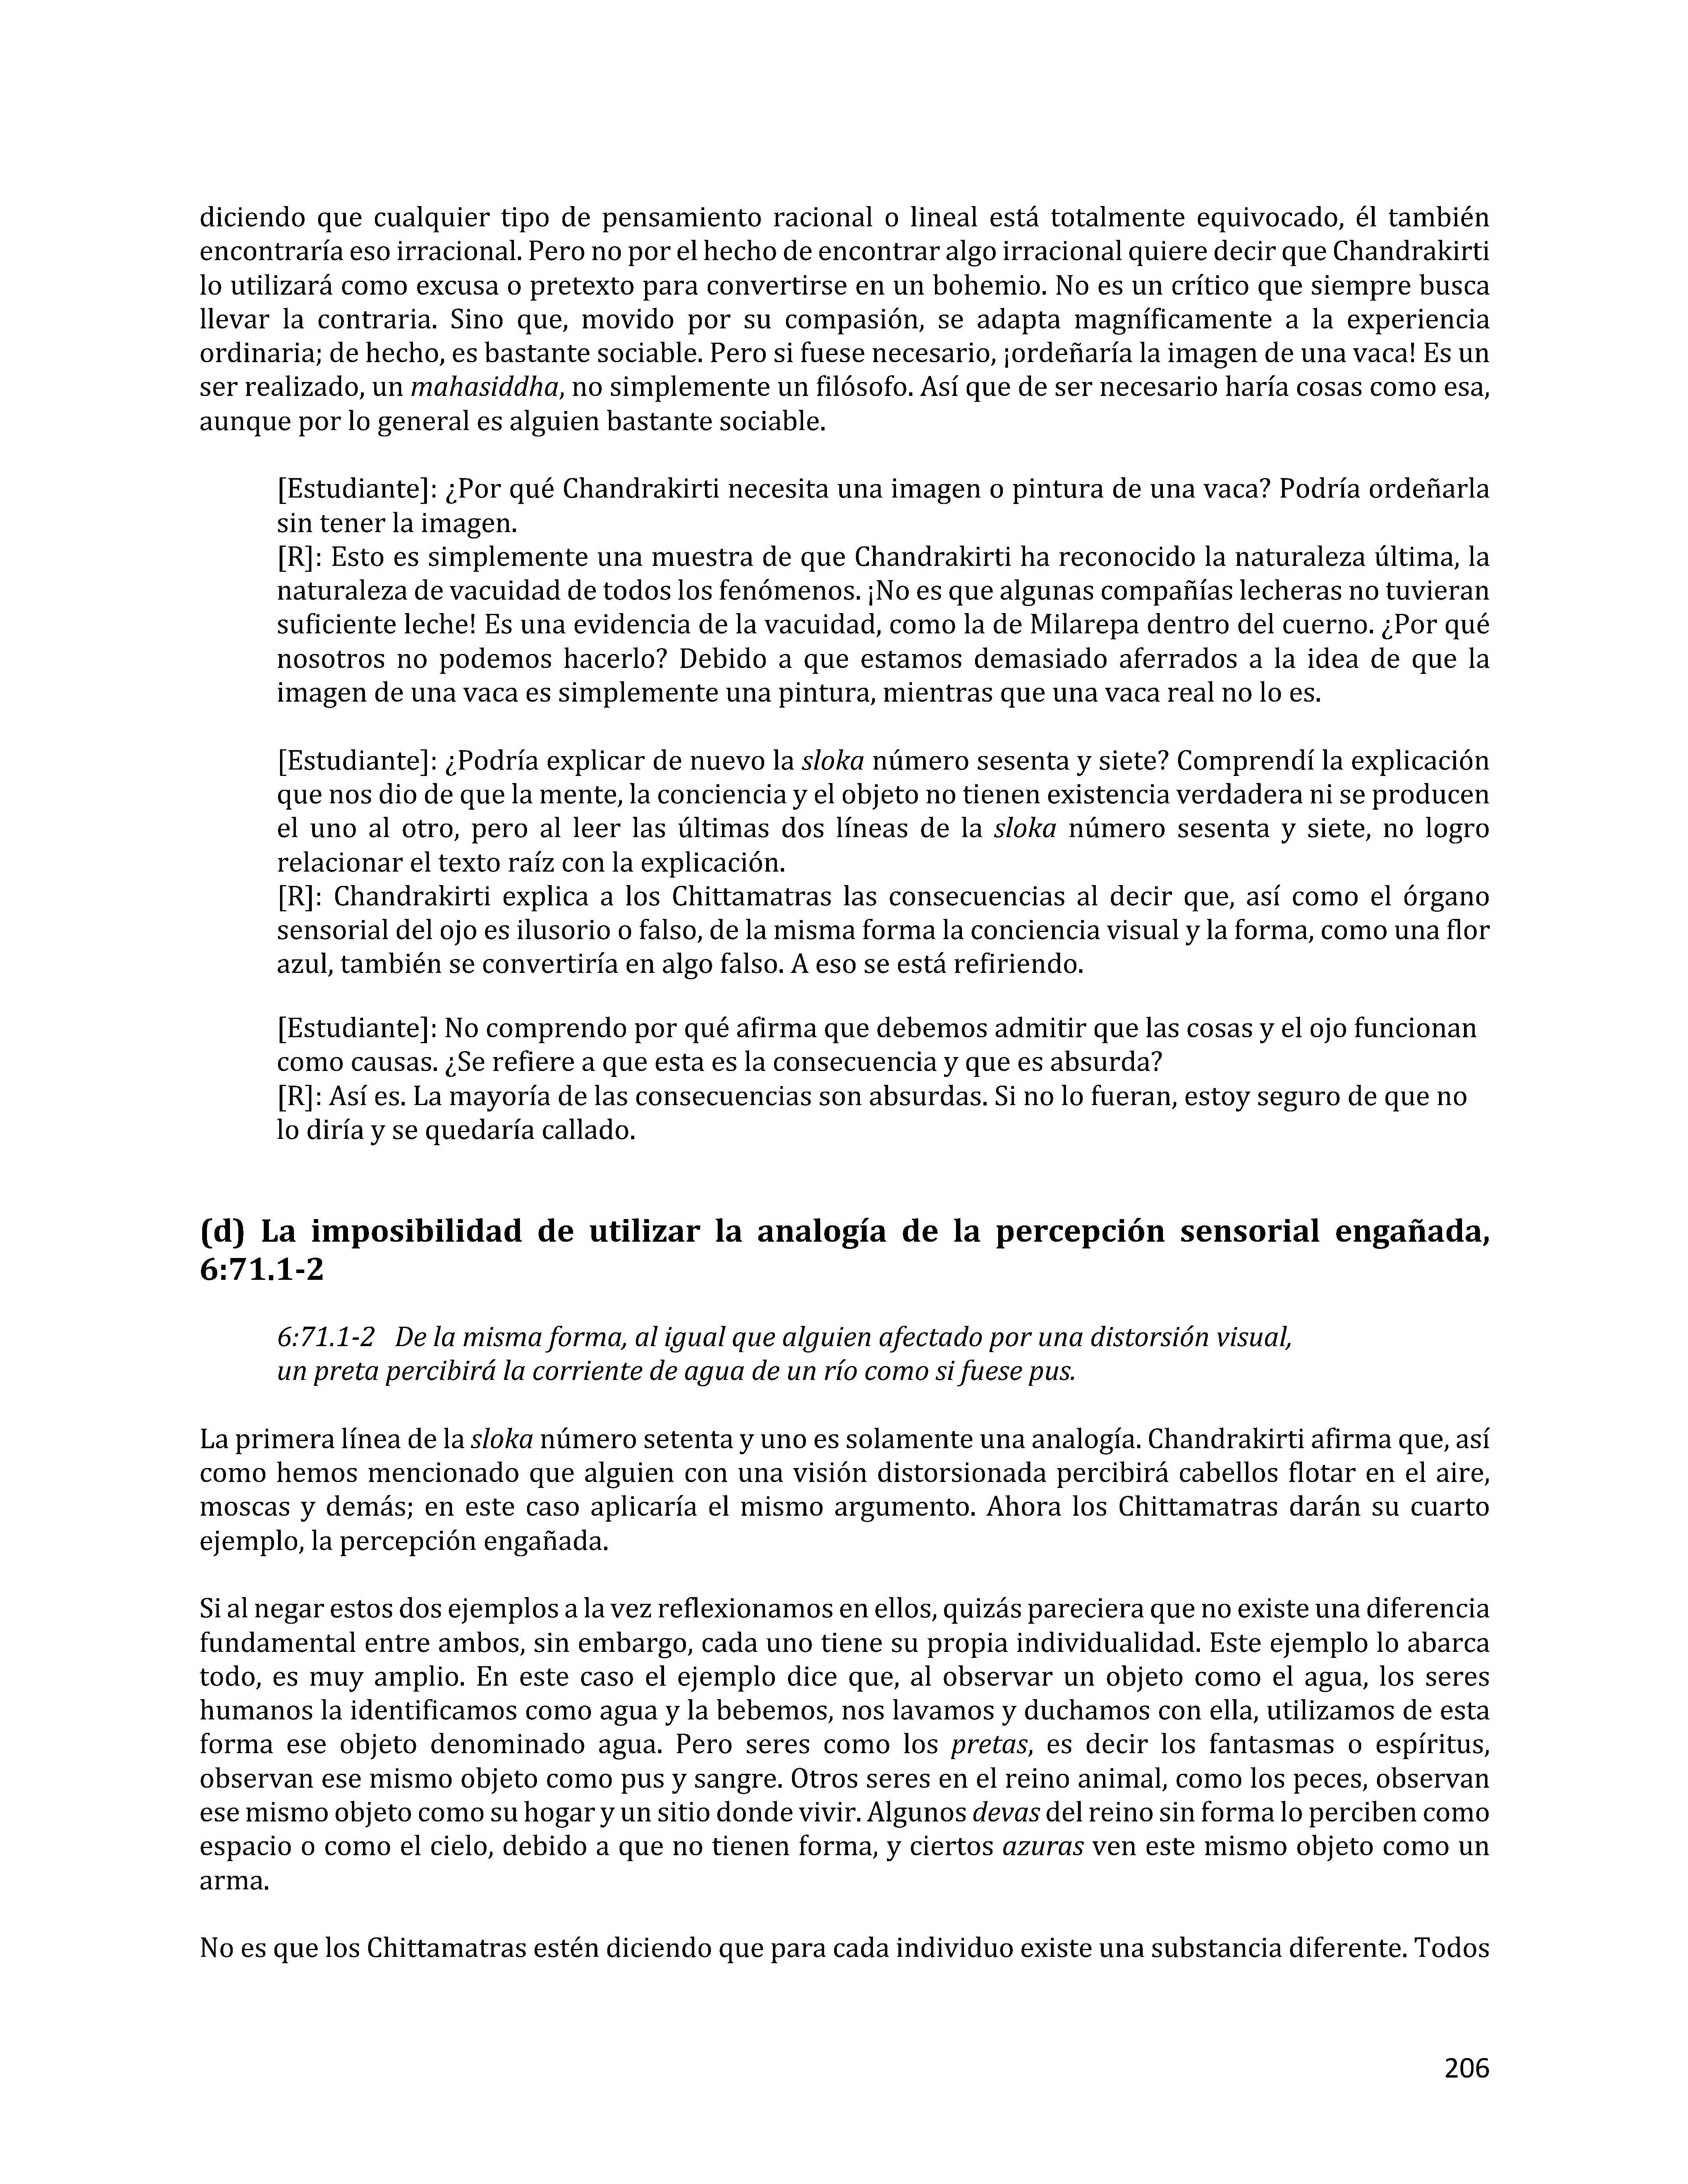 diciendo que cualquier tipo de pensamiento racional o lineal está totalmente equivocado, él también
encontraría eso irracional. Pero no por el hecho de encontrar algo irracional quiere decir que Chandrakirti
lo utilizará como excusa o pretexto para convertirse en un bohemio. No es un crítico que siempre busca
llevar la contraria. Sino que, movido por su compasión, se adapta magníficamente a la experiencia
ordinaria; de hecho, es bastante sociable. Pero si fuese necesario, ¡ordeñaría la imagen de una vaca! Es un
ser realizado, un mahasiddha, no simplemente un filósofo. Así que de ser necesario haría cosas como esa,
aunque por lo general es alguien bastante sociable.
[Estudiante]: ¿Por qué Chandrakirti necesita una imagen o pintura de una vaca? Podría ordeñarla
sin tener la imagen.
[R]: Esto es simplemente una muestra de que Chandrakirti ha reconocido la naturaleza última, la
naturaleza de vacuidad de todos los fenómenos. ¡No es que algunas compañías lecheras no tuvieran
suficiente leche! Es una evidencia de la vacuidad, como la de Milarepa dentro del cuerno. ¿Por qué
nosotros no podemos hacerlo? Debido a que estamos demasiado aferrados a la idea de que la
imagen de una vaca es simplemente una pintura, mientras que una vaca real no lo es.
[Estudiante]: ¿Podría explicar de nuevo la sloka número sesenta y siete? Comprendí la explicación
que nos dio de que la mente, la conciencia y el objeto no tienen existencia verdadera ni se producen
el uno al otro, pero al leer las últimas dos líneas de la sloka número sesenta y siete, no logro
relacionar el texto raíz con la explicación.
[R]: Chandrakirti explica a los Chittamatras las consecuencias al decir que, así como el órgano
sensorial del ojo es ilusorio o falso, de la misma forma la conciencia visual y la forma, como una flor
azul, también se convertiría en algo falso. A eso se está refiriendo.
[Estudiante]: No comprendo por qué afirma que debemos admitir que las cosas y el ojo funcionan
como causas. ¿Se refiere a que esta es la consecuencia y que es absurda?
[R]: Así es. La mayoría de las consecuencias son absurdas. Si no lo fueran, estoy seguro de que no
lo diría y se quedaría callado.
(d) La imposibilidad de utilizar la analogía de la percepción sensorial engañada,
6:71.1-2
6:71.1-2 De la misma forma, al igual que alguien afectado por una distorsión visual,
un preta percibirá la corriente de agua de un río como si fuese pus.
La primera línea de la sloka número setenta y uno es solamente una analogía. Chandrakirti afirma que, así
como hemos mencionado que alguien con una visión distorsionada percibirá cabellos flotar en el aire,
moscas y demás; en este caso aplicaría el mismo argumento. Ahora los Chittamatras darán su cuarto
ejemplo, la percepción engañada.
Si al negar estos dos ejemplos a la vez reflexionamos en ellos, quizás pareciera que no existe una diferencia
fundamental entre ambos, sin embargo, cada uno tiene su propia individualidad. Este ejemplo lo abarca
todo, es muy amplio. En este caso el ejemplo dice que, al observar un objeto como el agua, los seres
humanos la identificamos como agua y la bebemos, nos lavamos y duchamos con ella, utilizamos de esta
forma ese objeto denominado agua. Pero seres como los pretas, es decir los fantasmas o espíritus,
observan ese mismo objeto como pus y sangre. Otros seres en el reino animal, como los peces, observan
ese mismo objeto como su hogar y un sitio donde vivir. Algunos devas del reino sin forma lo perciben como
espacio o como el cielo, debido a que no tienen forma, y ciertos azuras ven este mismo objeto como un
arma.
No es que los Chittamatras estén diciendo que para cada individuo existe una substancia diferente. Todos
206